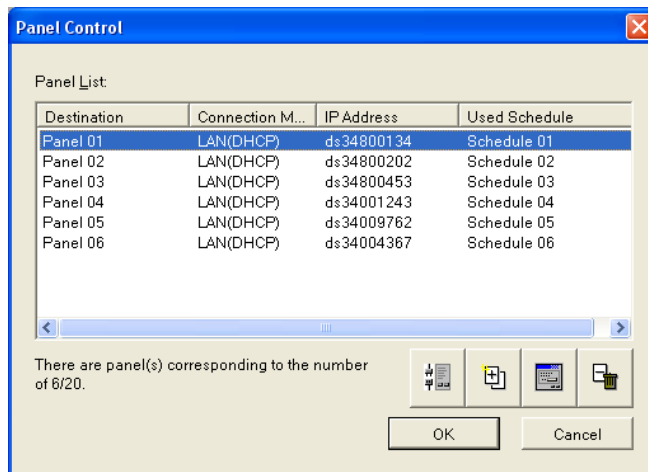 Panel Control
Panel List:
Destination Connection M... IP Address Used Schedule
Panel 01 LAN(DHCP) ds34800134 Schedule 01
Panel 02 LAN(DHCP) ds34800202 Schedule 02
Panel 03 LAN(DHCP) ds34800453 Schedule 03
Panel 04 LAN(DHCP) ds34001243 Schedule 04
Panel 05 LAN(DHCP) ds34009762 Schedule 05
Panel 06 LAN(DHCP) ds34004367 Schedule 06
There are panel(s) corresponding to the number
of 6/20.
OK Cancel